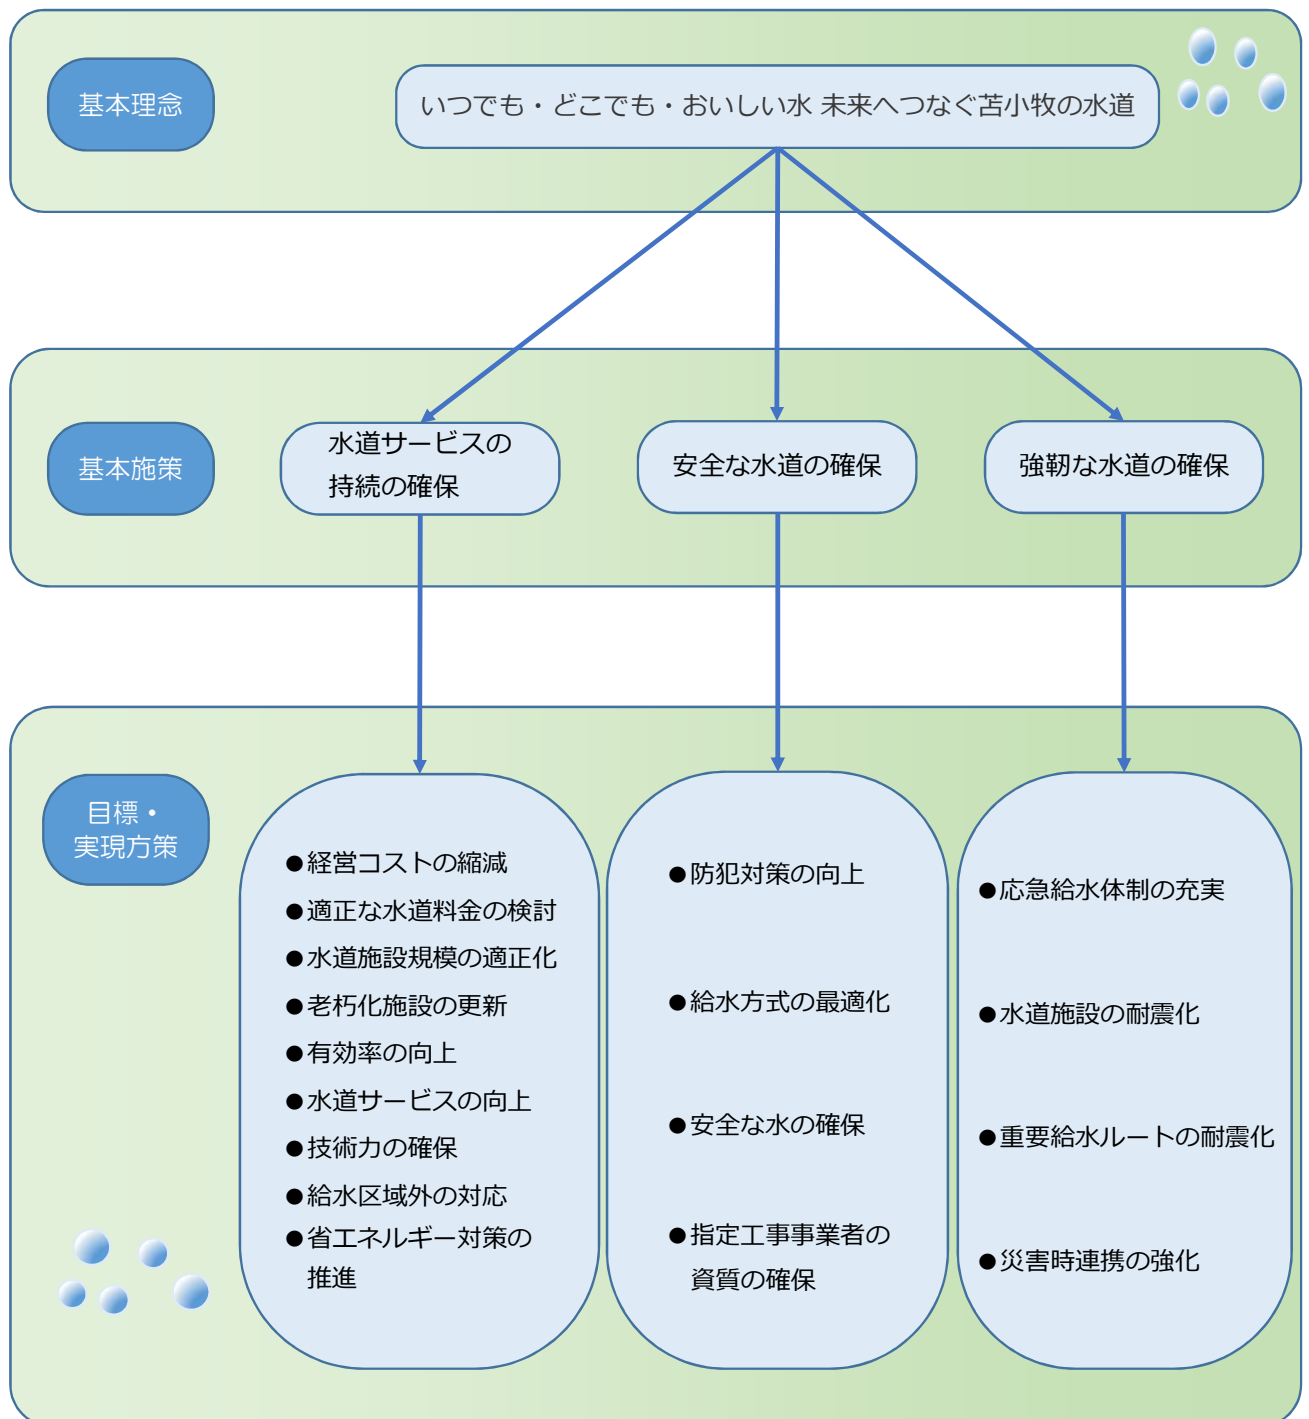 基本理念
いつでも・どこでも・おいしい水 未来へつなぐ苫小牧の水道
基本施策
水道サービスの
持続の確保
安全な水道の確保
強靭な水道の確保
目標・
実現方策
●経営コストの縮減
●適正な水道料金の検討
●水道施設規模の適正化
●老朽化施設の更新
●有効率の向上
●水道サービスの向上
●技術力の確保
●給水区域外の対応
●省エネルギー対策の
推進
●防犯対策の向上
●給水方式の最適化
●安全な水の確保
●指定工事事業者の
資質の確保
●応急給水体制の充実
●水道施設の耐震化
●重要給水ルートの耐震化
●災害時連携の強化